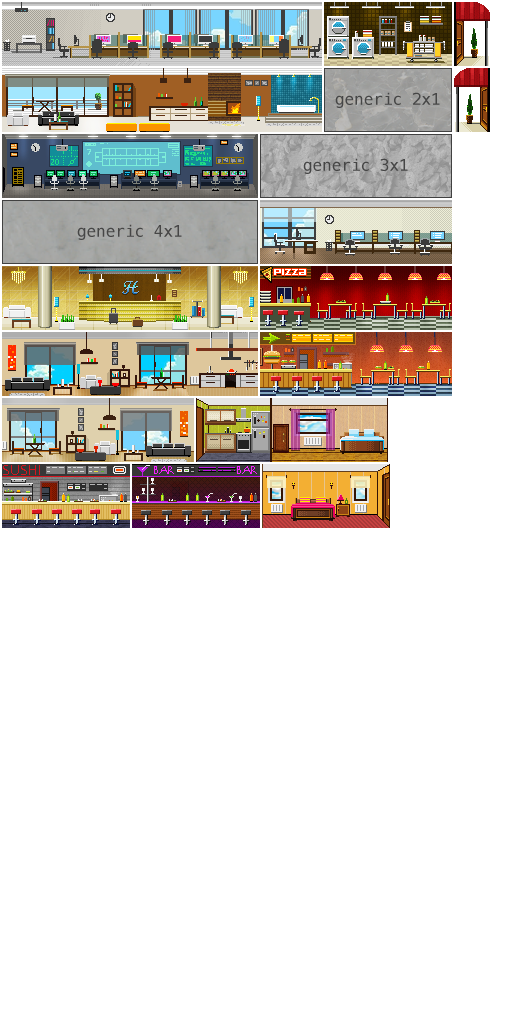 generic 2x1
generic 3x1
generic 4x1
H
Pizza
SUSHI
BAR
BAR